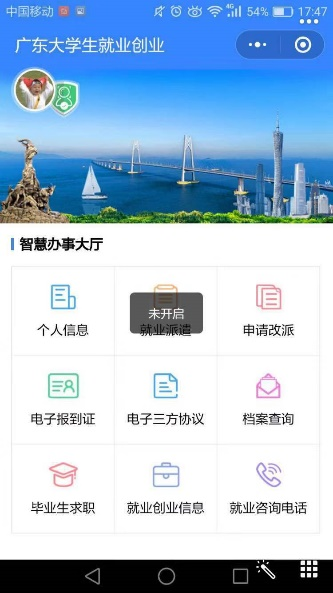 中国移动 4G 54% 17:47
广东大学生就业创业
智慧办事大厅
个人信息 就业派遣 申请改派
未开启
电子报到证 电子三方协议 档案查询
毕业生求职 就业创业信息 就业咨询电话